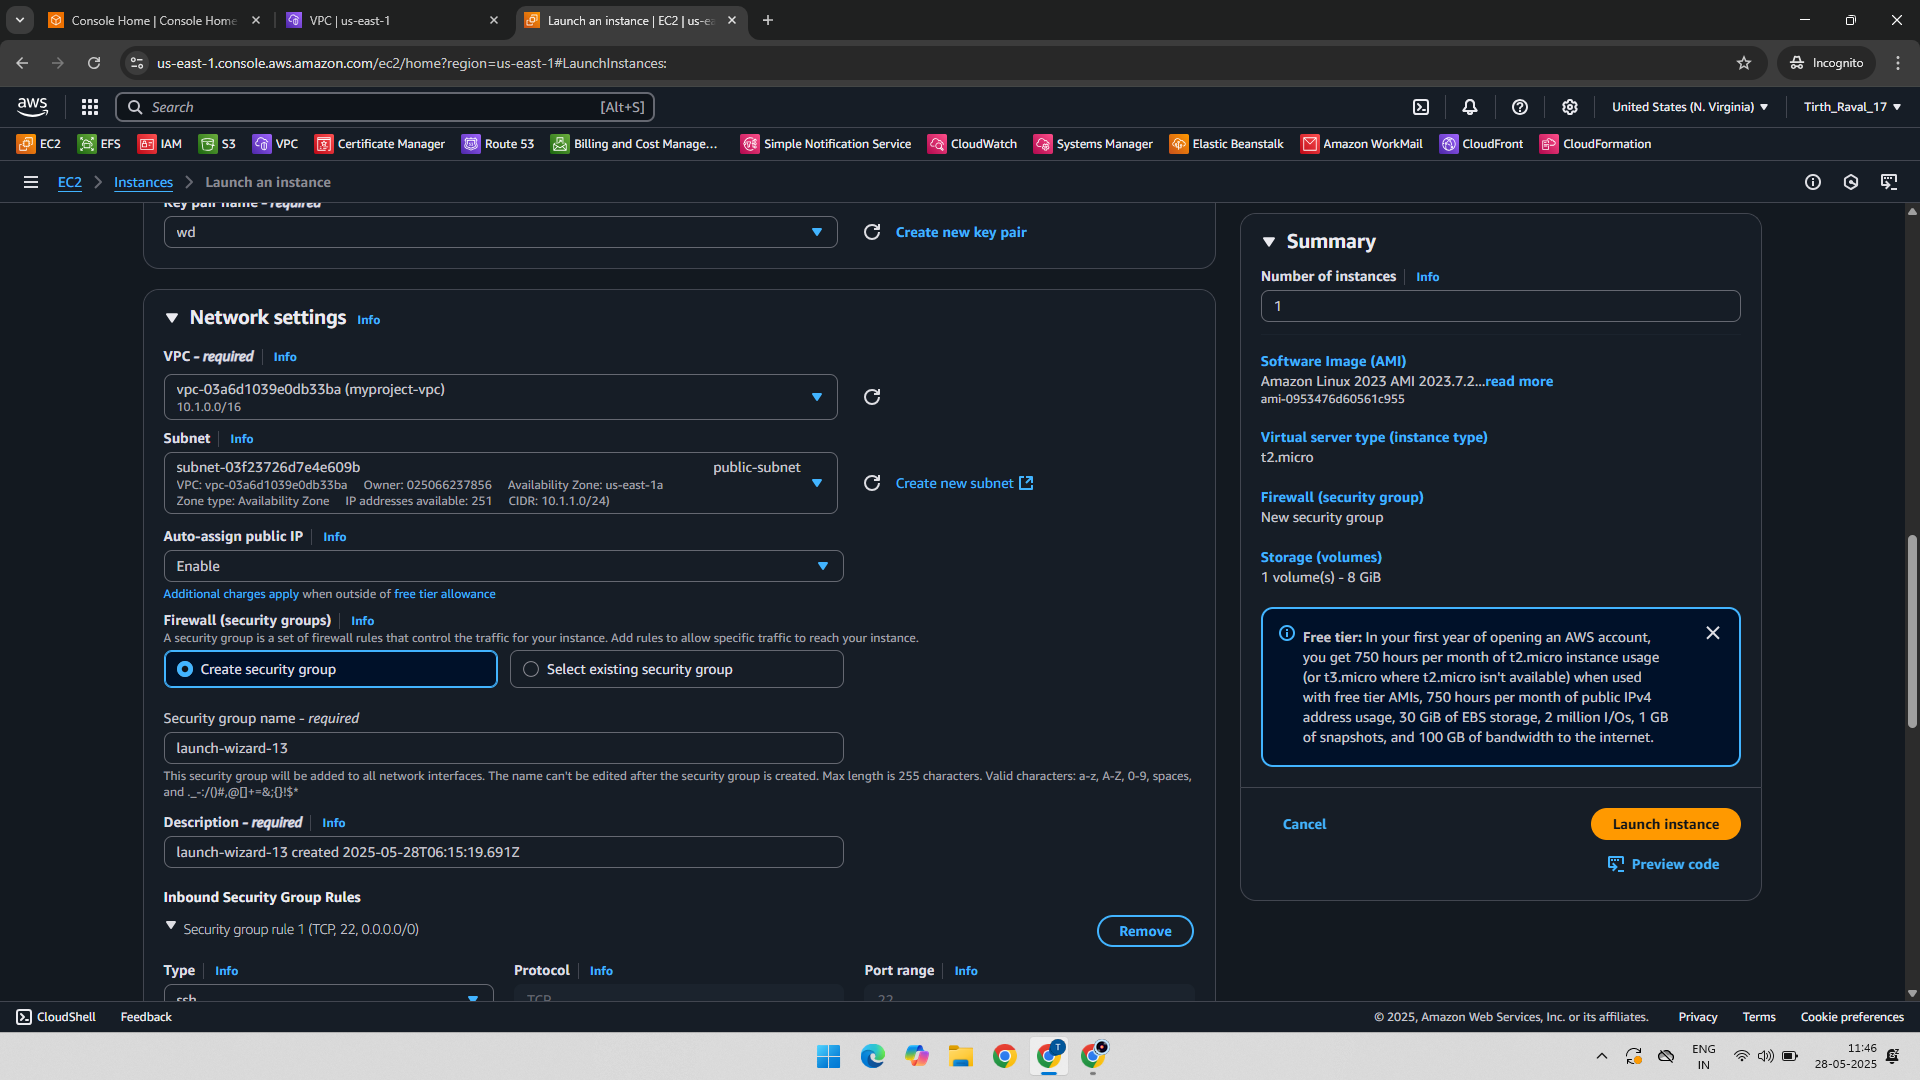 Console Home | Console Home
VPC | us-east-1
Launch an instance | EC2 | us-ea
us-east-1.console.aws.amazon.com/ec2/home?region=us-east-1#LaunchInstances:
Incognito
aws
Search
[Alt+S]
United States (N. Virginia)
Tirth_Raval_17
EC2
EFS
IAM
S3
VPC
Certificate Manager
Route 53
Billing and Cost Manage...
Simple Notification Service
CloudWatch
Systems Manager
Elastic Beanstalk
Amazon WorkMail
CloudFront
CloudFormation
EC2
Instances
Launch an instance
Key pair name - required
wd
Create new key pair
Network settings Info
VPC - required Info
vpc-03a6d1039e0db33ba (myproject-vpc)
10.1.0.0/16
Subnet Info
subnet-03f23726d7e4e609b public-subnet
VPC: vpc-03a6d1039e0db33ba Owner: 025066237856 Availability Zone: us-east-1a
Zone type: Availability Zone IP addresses available: 251 CIDR: 10.1.1.0/24)
Create new subnet
Auto-assign public IP Info
Enable
Additional charges apply when outside of free tier allowance
Firewall (security groups) Info
A security group is a set of firewall rules that control the traffic for your instance. Add rules to allow specific traffic to reach your instance.
Create security group
Select existing security group
Security group name - required
launch-wizard-13
This security group will be added to all network interfaces. The name can't be edited after the security group is created. Max length is 255 characters. Valid characters: a-z, A-Z, 0-9, spaces,
and ._-:/()#,@[]+=&;{}!$*
Description - required Info
launch-wizard-13 created 2025-05-28T06:15:19.691Z
Inbound Security Group Rules
Security group rule 1 (TCP, 22, 0.0.0.0/0)
Remove
Type Info
Protocol Info
Port range Info
ssh
TCP
22
Summary
Number of instances Info
1
Software Image (AMI)
Amazon Linux 2023 AMI 2023.7.2...read more
ami-0953476d60561c955
Virtual server type (instance type)
t2.micro
Firewall (security group)
New security group
Storage (volumes)
1 volume(s) - 8 GiB
Free tier: In your first year of opening an AWS account,
you get 750 hours per month of t2.micro instance usage
(or t3.micro where t2.micro isn't available) when used
with free tier AMIs, 750 hours per month of public IPv4
address usage, 30 GiB of EBS storage, 2 million I/Os, 1 GB
of snapshots, and 100 GB of bandwidth to the internet.
Cancel
Launch instance
Preview code
CloudShell
Feedback
© 2025, Amazon Web Services, Inc. or its affiliates.
Privacy
Terms
Cookie preferences
T
ENG
IN
11:46
28-05-2025